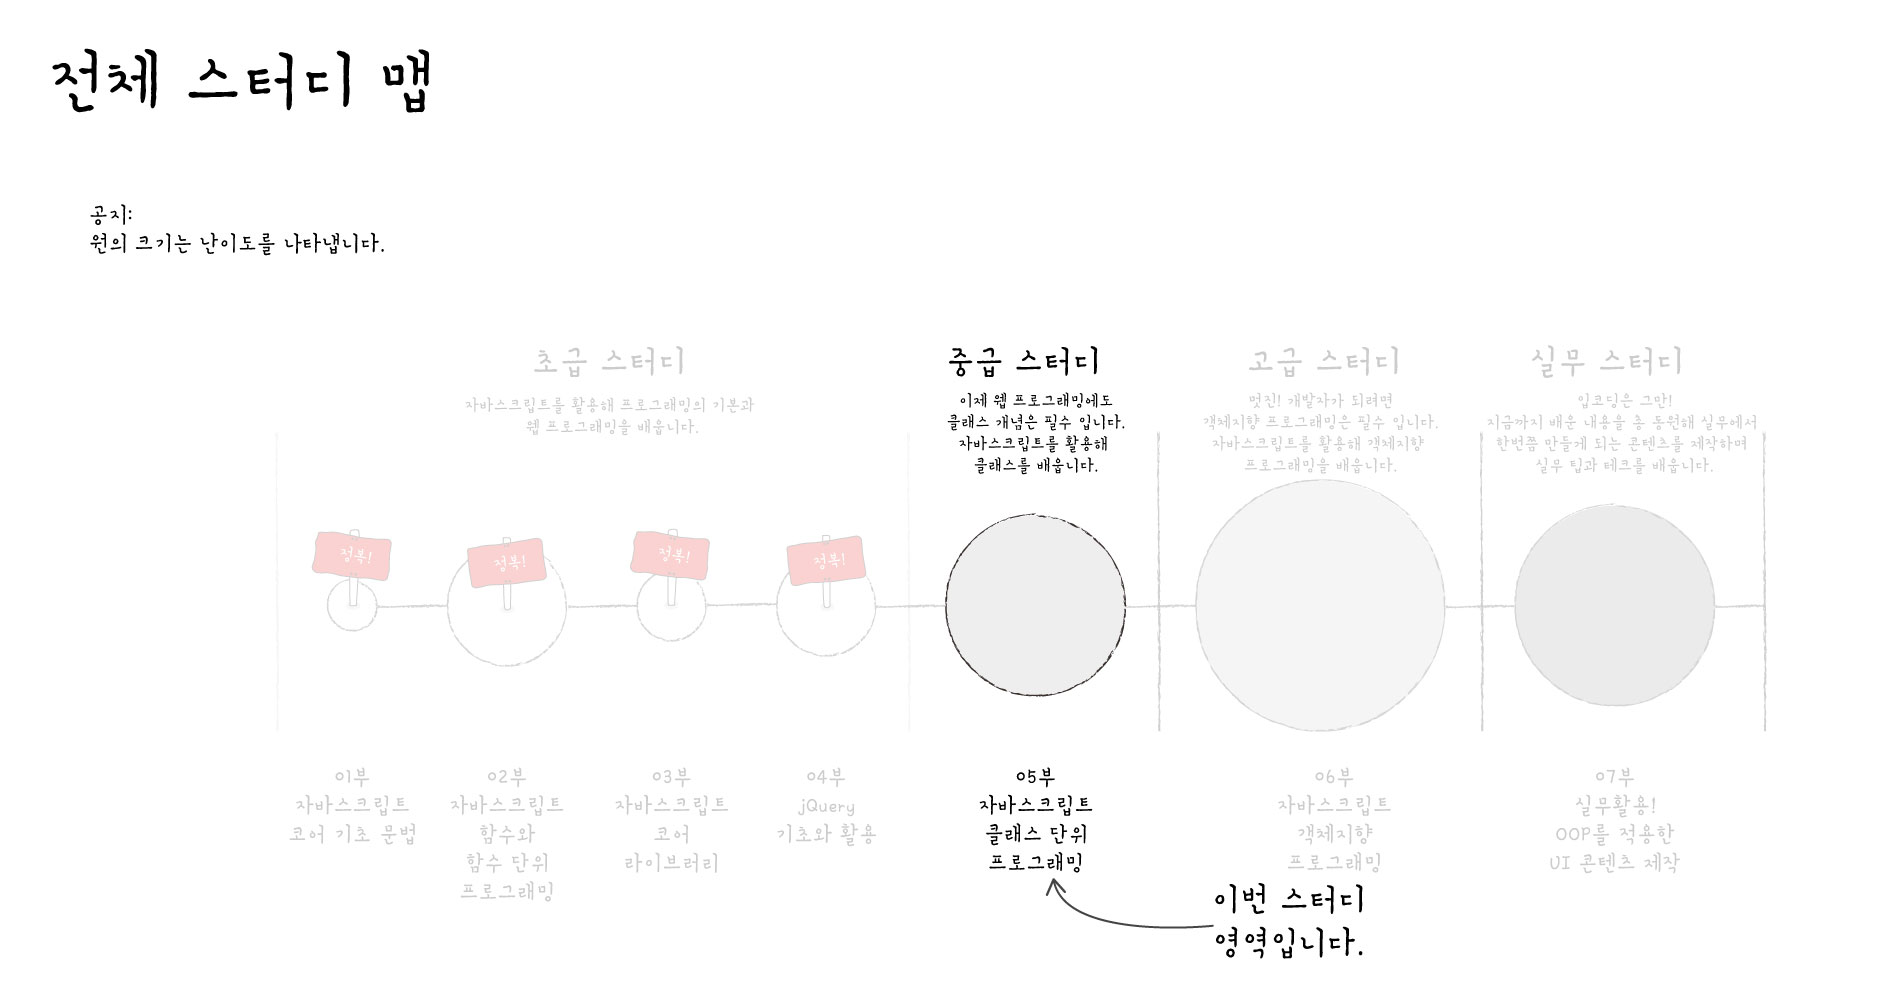 전체 스터디 맵
공지:
원의 크기는 난이도를 나타냅니다.
초급 스터디
자바스크립트를 활용해 프로그래밍의 기본과
웹 프로그래밍을 배웁니다.
중급 스터디
이제 웹 프로그래밍에도
클래스 개념은 필수 입니다.
자바스크립트를 활용해
클래스를 배웁니다.
고급 스터디
멋진! 개발자가 되려면
객체지향 프로그래밍은 필수 입니다.
자바스크립트를 활용해 객체지향
프로그래밍을 배웁니다.
실무 스터디
입코딩은 그만!
지금까지 배운 내용을 총 동원해 실무에서
한번쯤 만들게 되는 콘텐츠를 제작하며
실무 팁과 테크를 배웁니다.
정복!
정복!
정복!
정복!
01부
자바스크립트
코어 기초 문법
02부
자바스크립트
함수와
함수 단위
프로그래밍
03부
자바스크립트
코어
라이브러리
04부
jQuery
기초와 활용
05부
자바스크립트
클래스 단위
프로그래밍
06부
자바스크립트
객체지향
프로그래밍
07부
실무활용!
OOP를 적용한
UI 콘텐츠 제작
이번 스터디
영역입니다.